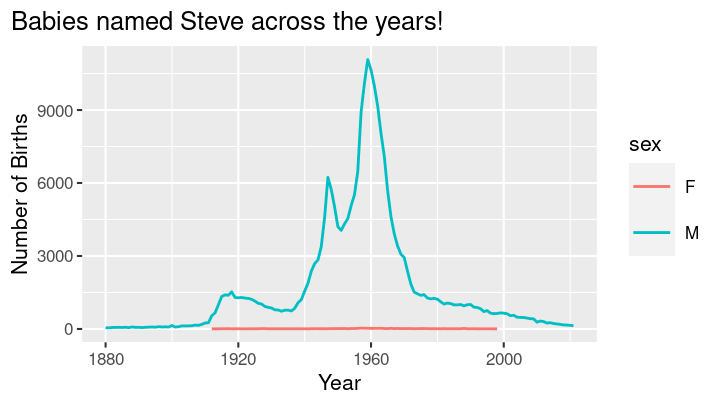 Babies named Steve across the years!
Number of Births
9000
6000
3000
0
1880
1920
1960
2000
Year
sex
F
M